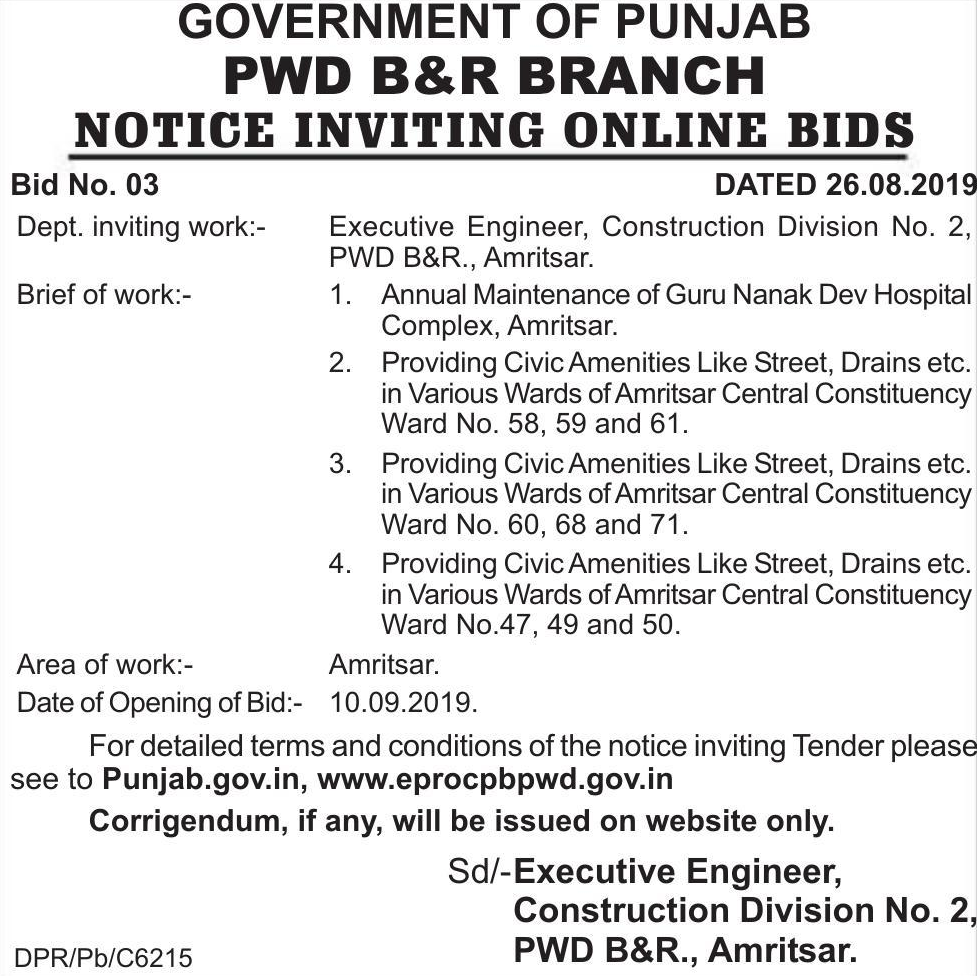 GOVERNMENT OF PUNJAB
PWD B&R BRANCH
NOTICE INVITING ONLINE BIDS
Bid No. 03 DATED 26.08.2019
Dept. inviting work:- Executive Engineer, Construction Division No. 2,
PWD B&R., Amritsar.
Brief of work:- 1. Annual Maintenance of Guru Nanak Dev Hospital
Complex, Amritsar.
2. Providing Civic Amenities Like Street, Drains etc.
in Various Wards of Amritsar Central Constituency
Ward No. 58, 59 and 61.
3. Providing Civic Amenities Like Street, Drains etc.
in Various Wards of Amritsar Central Constituency
Ward No. 60, 68 and 71.
4. Providing Civic Amenities Like Street, Drains etc.
in Various Wards of Amritsar Central Constituency
Ward No.47, 49 and 50.
Area of work:- Amritsar.
Date of Opening of Bid:- 10.09.2019.
For detailed terms and conditions of the notice inviting Tender please
see to Punjab.gov.in, www.eprocpbpwd.gov.in
Corrigendum, if any, will be issued on website only.
Sd/-Executive Engineer,
Construction Division No. 2,
PWD B&R., Amritsar.
DPR/Pb/C6215